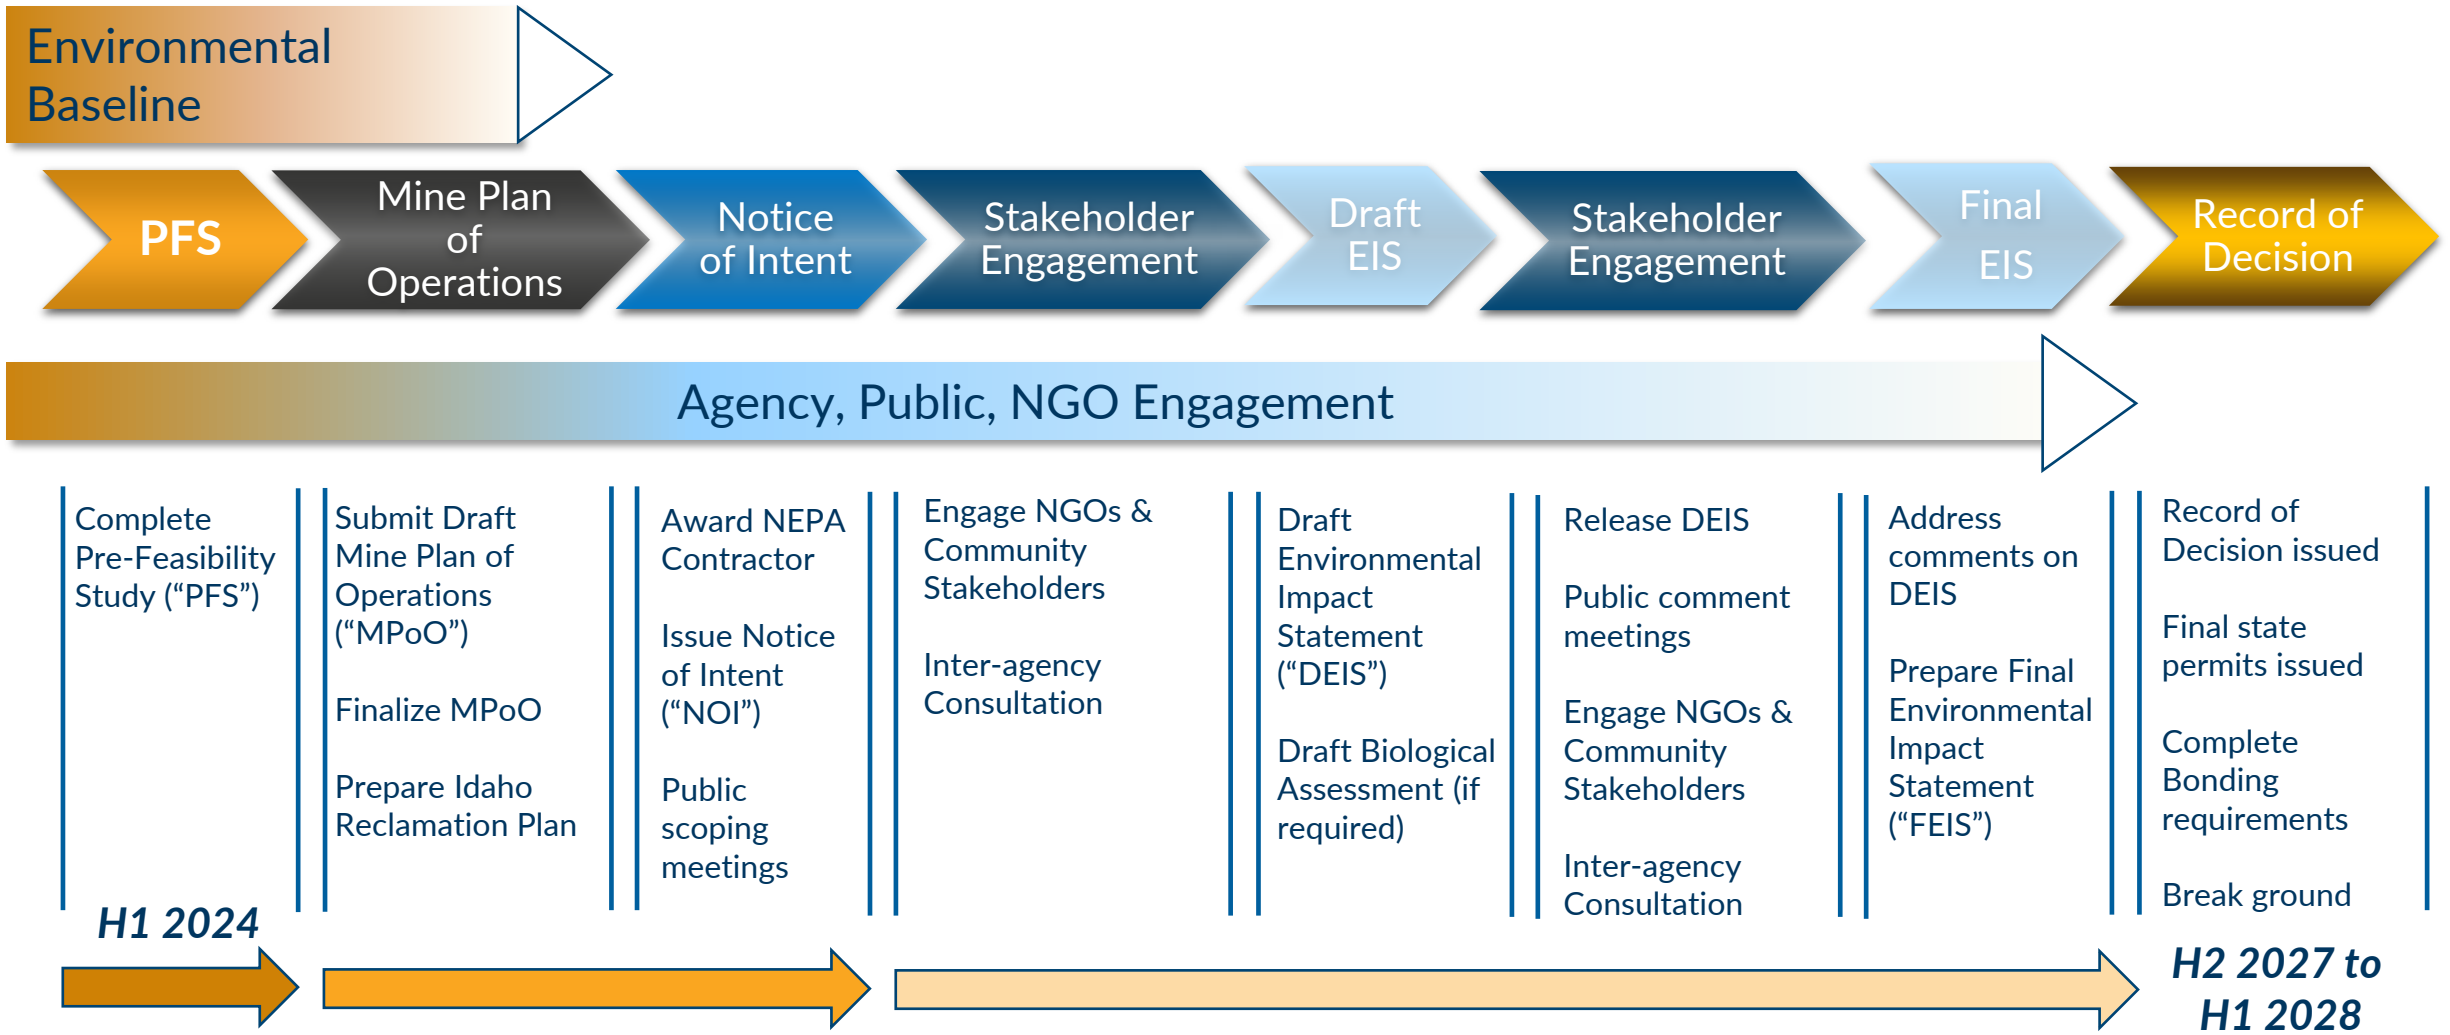 Environmental
Baseline
PFS
Mine Plan
of
Operations
Notice
of Intent
Stakeholder
Engagement
Draft
EIS
Stakeholder
Engagement
Final
EIS
Record of
Decision
Agency, Public, NGO Engagement
Complete
Pre-Feasibility
Study (“PFS”)
Submit Draft
Mine Plan of
Operations
(“MPoO”)
Finalize MPoO
Prepare Idaho
Reclamation Plan
Award NEPA
Contractor
Issue Notice
of Intent
(“NOI”)
Public
scoping
meetings
Engage NGOs &
Community
Stakeholders
Inter-agency
Consultation
Draft
Environmental
Impact
Statement
(“DEIS”)
Draft Biological
Assessment (if
required)
Release DEIS
Public comment
meetings
Engage NGOs &
Community
Stakeholders
Inter-agency
Consultation
Address
comments on
DEIS
Prepare Final
Environmental
Impact
Statement
(“FEIS”)
Record of
Decision issued
Final state
permits issued
Complete
Bonding
requirements
Break ground
H1 2024
H2 2027 to
H1 2028